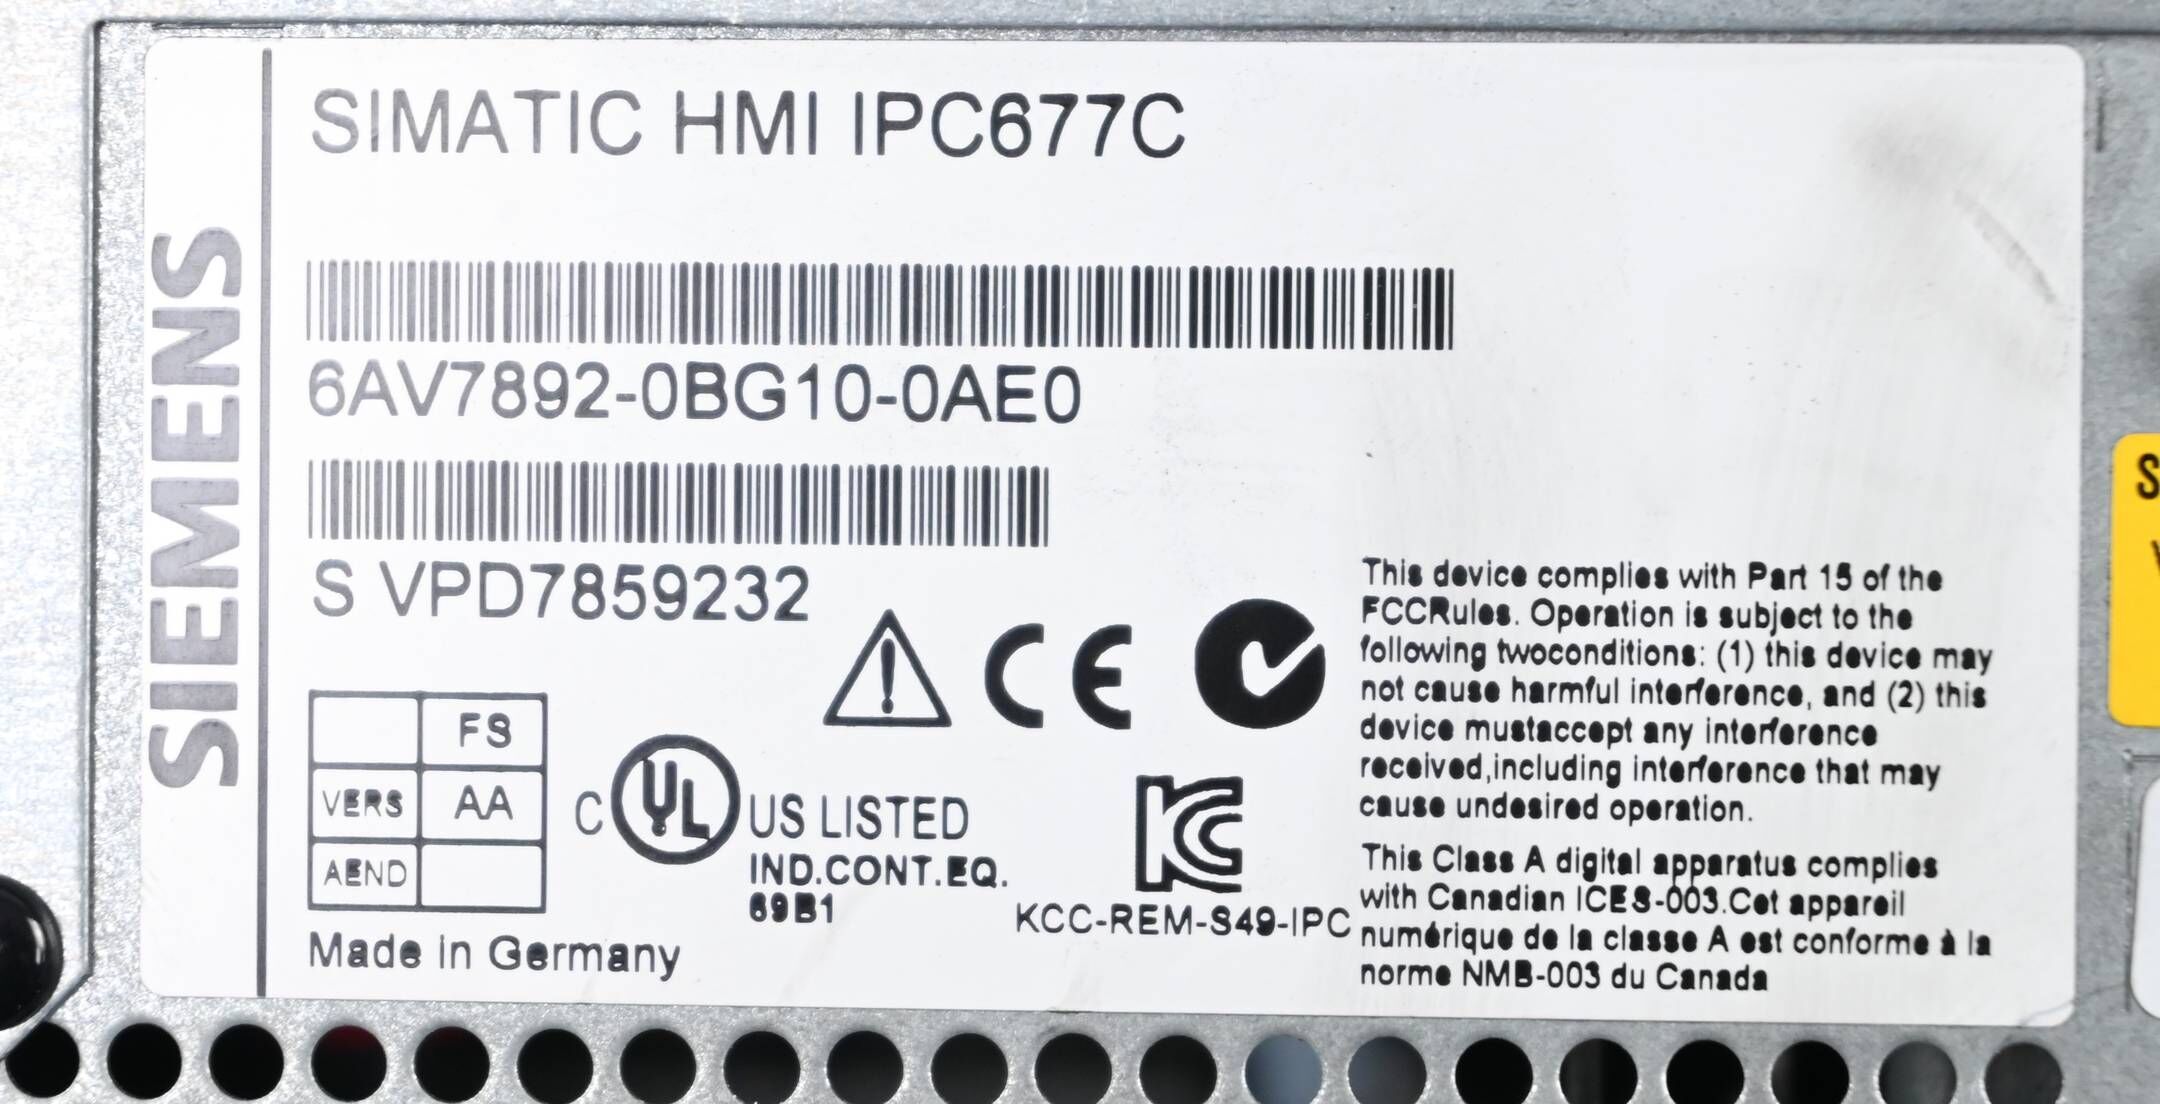 SIEMENS
SIMATIC HMI IPC677C
6AV7892-0BG10-0AE0
S VPD7859232
FS
VERS AA
AEND
C UL US LISTED
IND.CONT.EQ.
69B1
CE
KCC-REM-S49-IPC
Made in Germany
This device complies with Part 15 of the
FCCRules. Operation is subject to the
following twoconditions: (1) this device may
not cause harmful interference, and (2) this
device mustaccept any interference
received,including interference that may
cause undesired operation.
This Class A digital apparatus complies
with Canadian ICES-003.Cet appareil
numérique de la classe A est conforme à la
norme NMB-003 du Canada